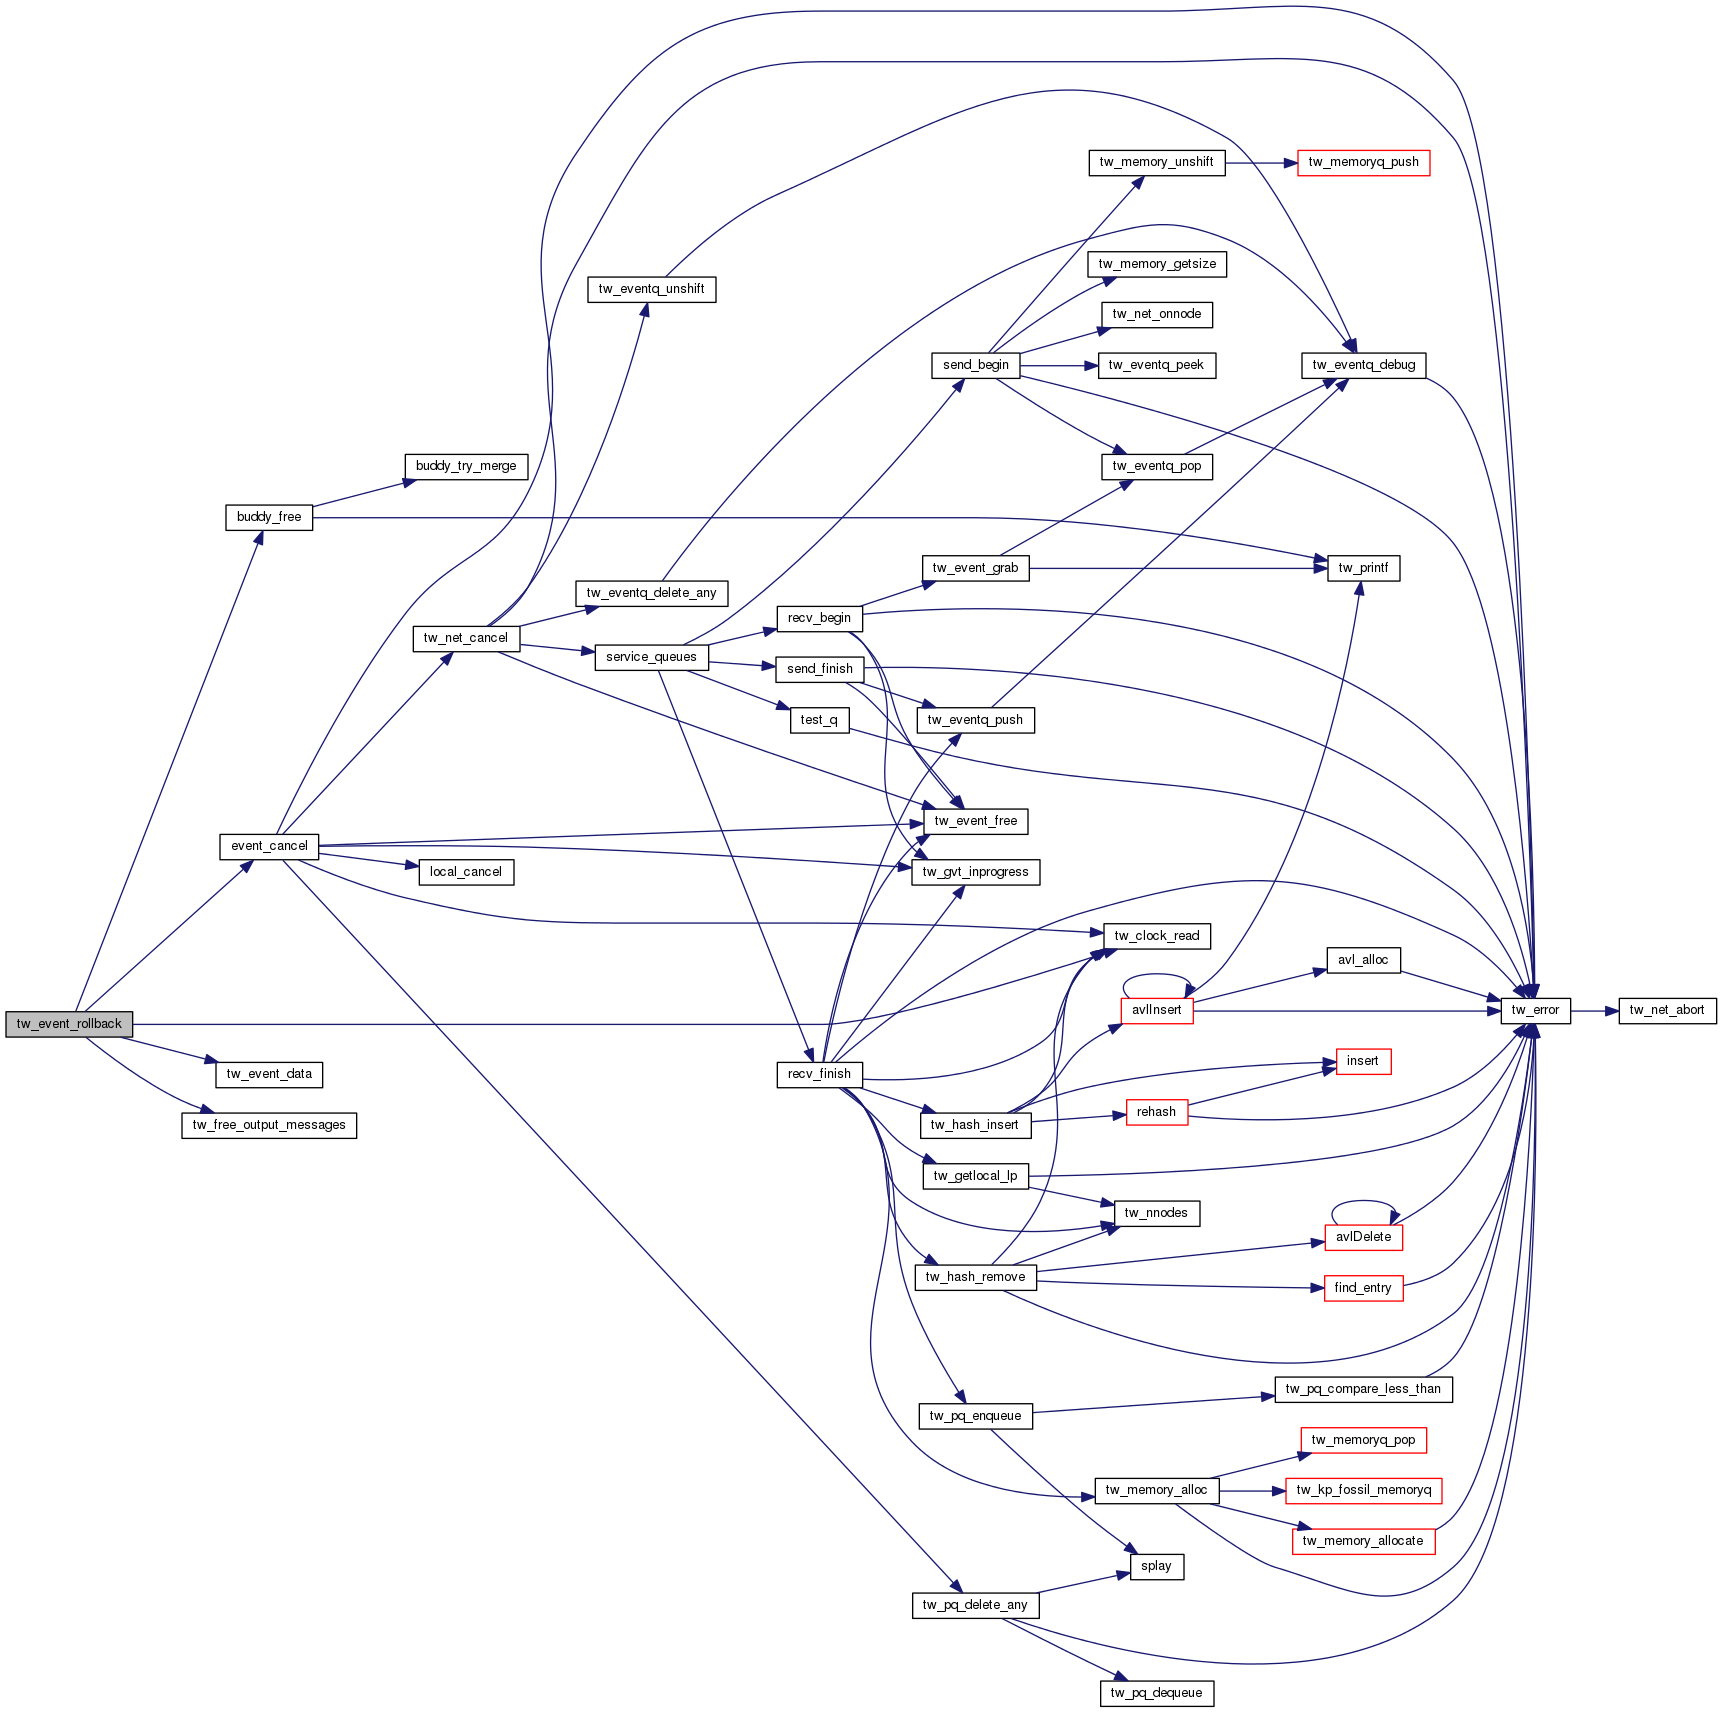 tw_memory_unshift
tw_memoryq_push
tw_memory_getsize
tw_eventq_unshift
tw_net_onnode
send_begin
tw_eventq_peek
tw_eventq_debug
buddy_try_merge
tw_eventq_pop
buddy_free
tw_event_grab
tw_printf
tw_eventq_delete_any
recv_begin
tw_net_cancel
service_queues
send_finish
test_q
tw_eventq_push
tw_event_free
event_cancel
local_cancel
tw_gvt_inprogress
tw_clock_read
avl_alloc
tw_event_rollback
avlInsert
tw_error
tw_net_abort
tw_event_data
recv_finish
insert
tw_free_output_messages
tw_hash_insert
rehash
tw_getlocal_lp
tw_nnodes
avlDelete
tw_hash_remove
find_entry
tw_pq_compare_less_than
tw_pq_enqueue
tw_memoryq_pop
tw_memory_alloc
tw_kp_fossil_memoryq
tw_memory_allocate
splay
tw_pq_delete_any
tw_pq_dequeue